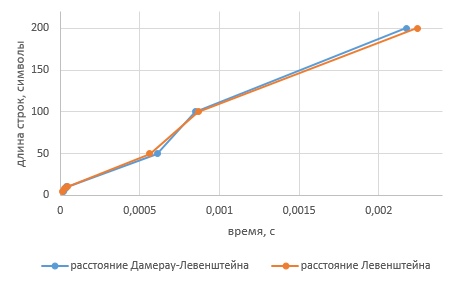 200
150
100
50
0
длина строк, символы
0
0,0005
0,001
0,0015
0,002
время, с
расстояние Дамерау-Левенштейна
расстояние Левенштейна